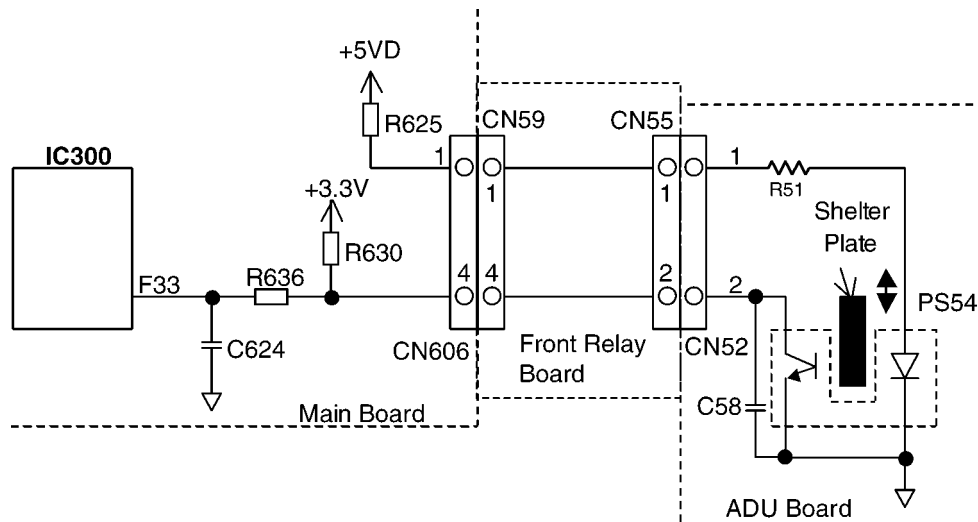 +5VD
R625
CN59
CN55
1
1
IC300
+3.3V
1
1
R51
Shelter
Plate
R630
F33
R636
4
4
2
2
PS54
C624
CN606
Front Relay
Board
CN52
C58
Main Board
ADU Board